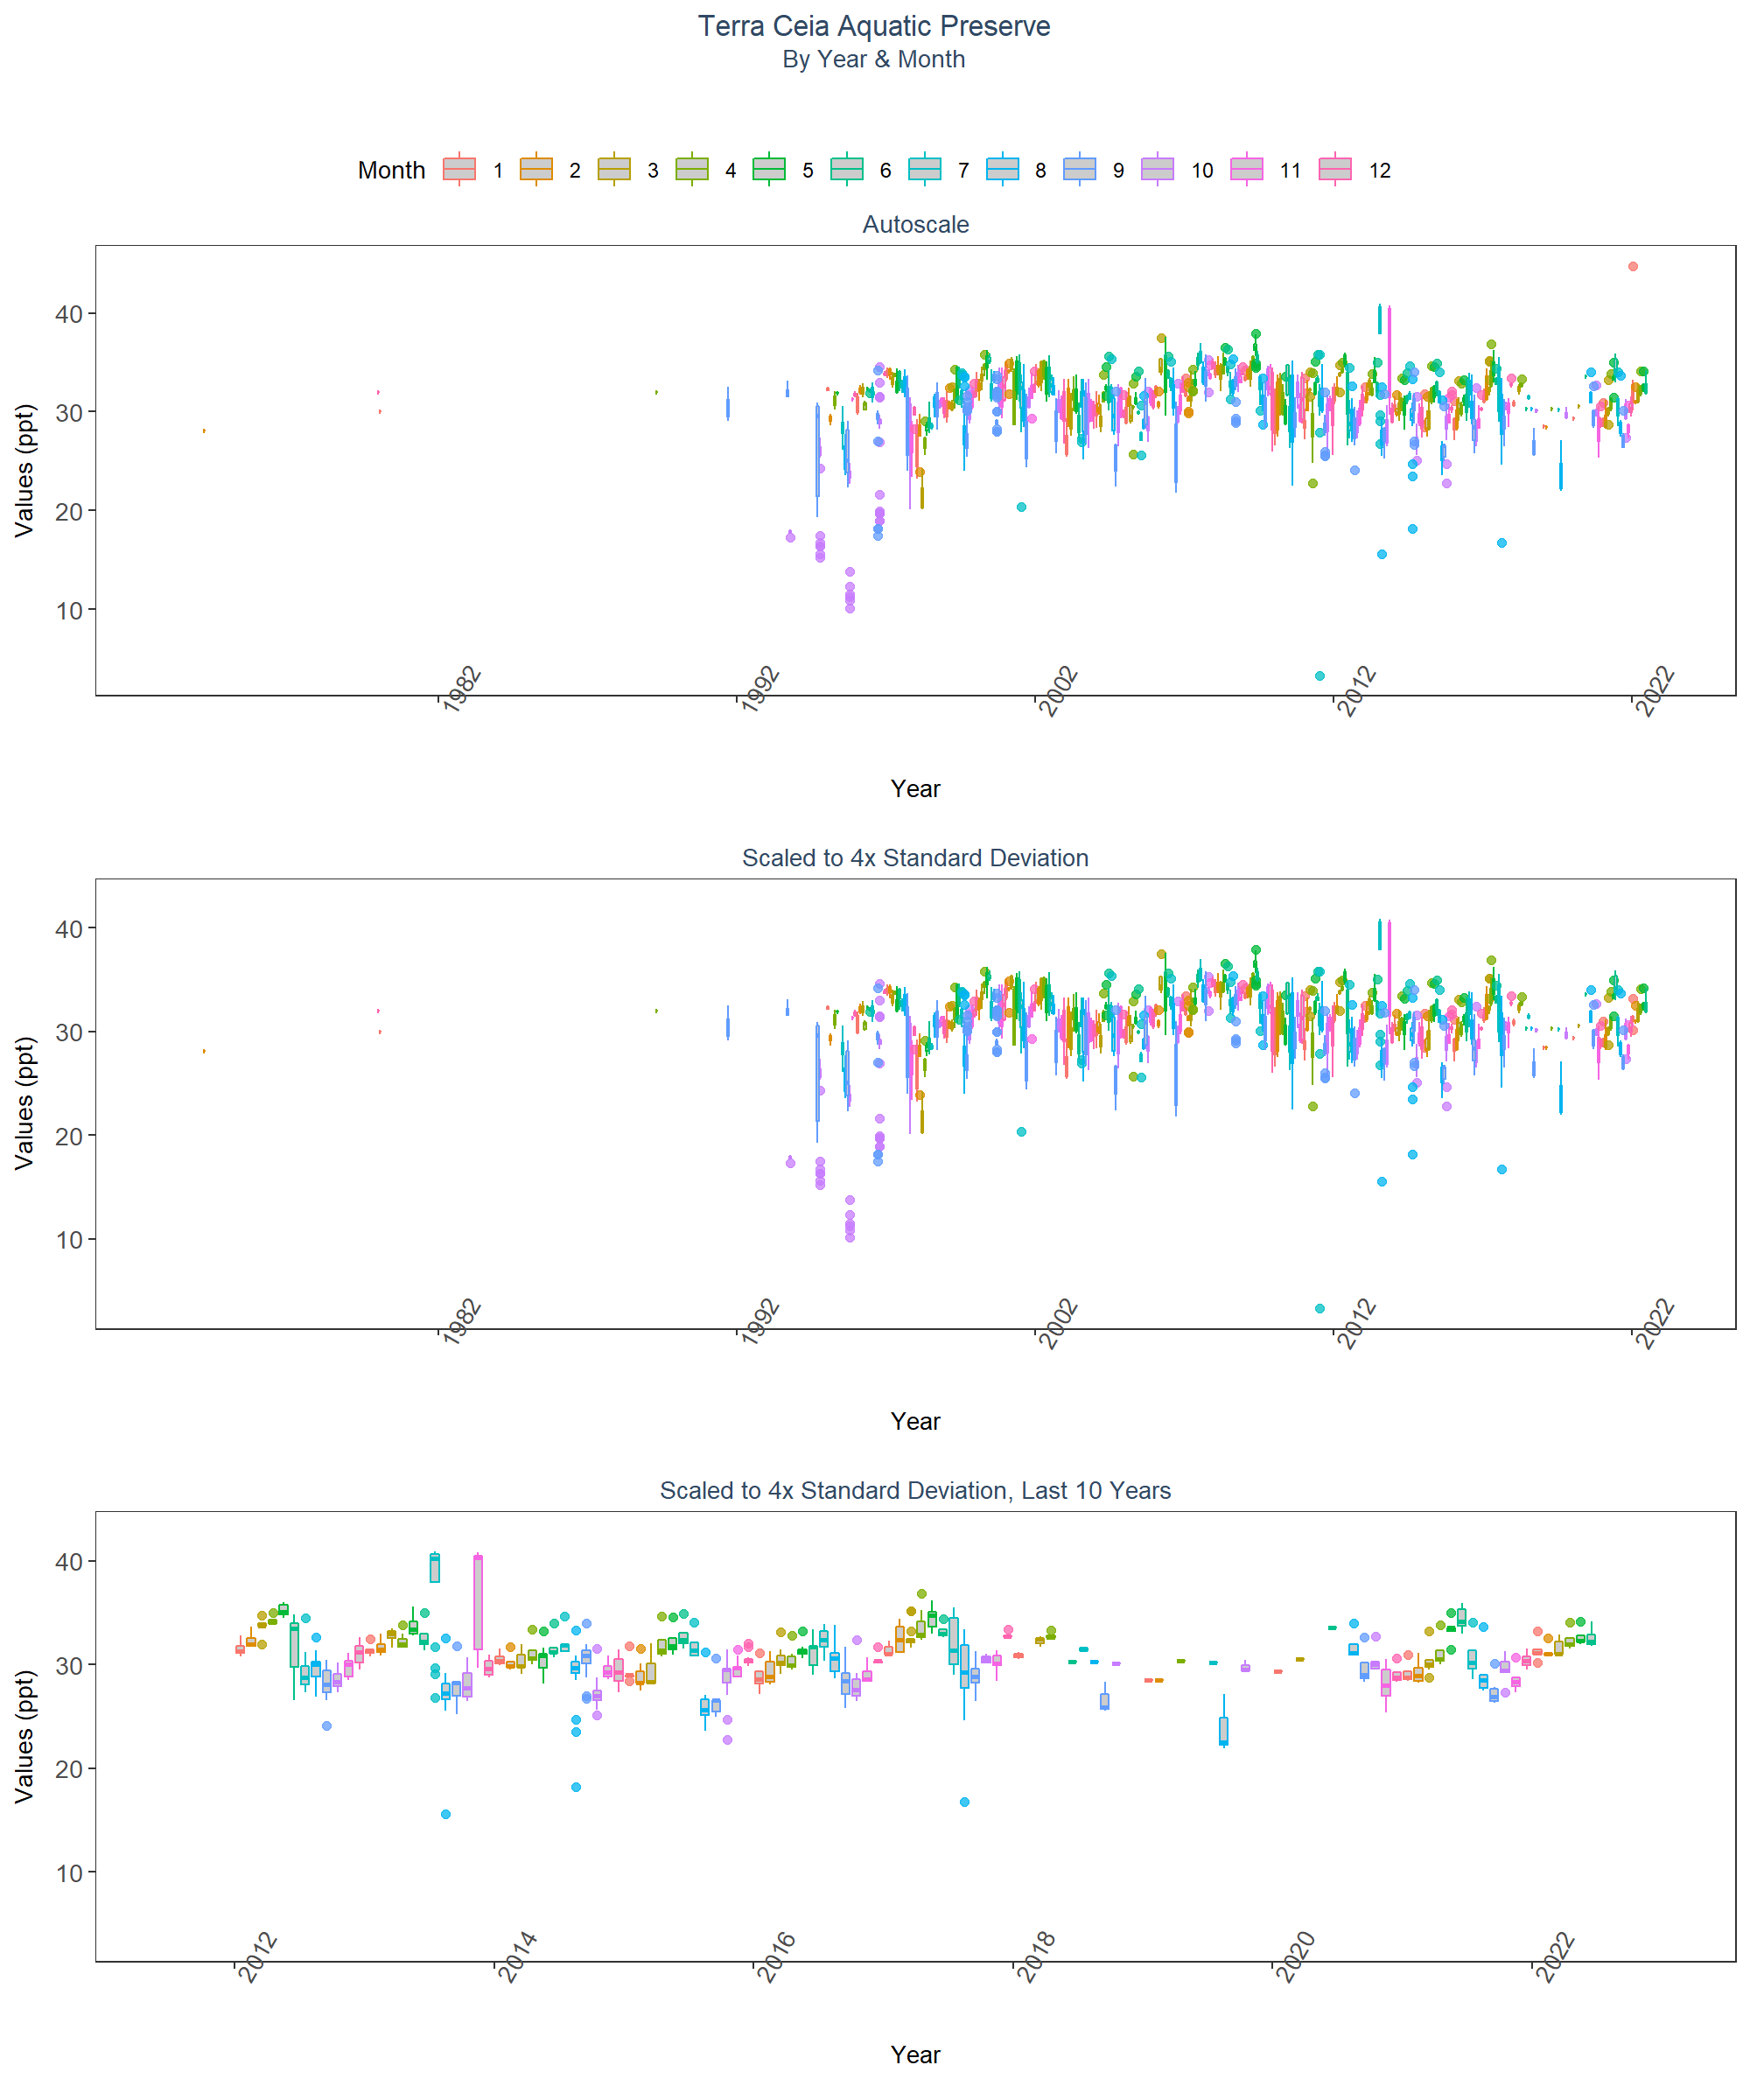 Terra Ceia Aquatic Preserve
By Year & Month
Month 1 2 3 4 5 6 7 8 9 10 11 12
Autoscale
Values (ppt)
40
30
20
10
1982 1992 2002 2012 2022
Year
Scaled to 4x Standard Deviation
Values (ppt)
40
30
20
10
1982 1992 2002 2012 2022
Year
Scaled to 4x Standard Deviation, Last 10 Years
Values (ppt)
40
30
20
10
2012 2014 2016 2018 2020 2022
Year